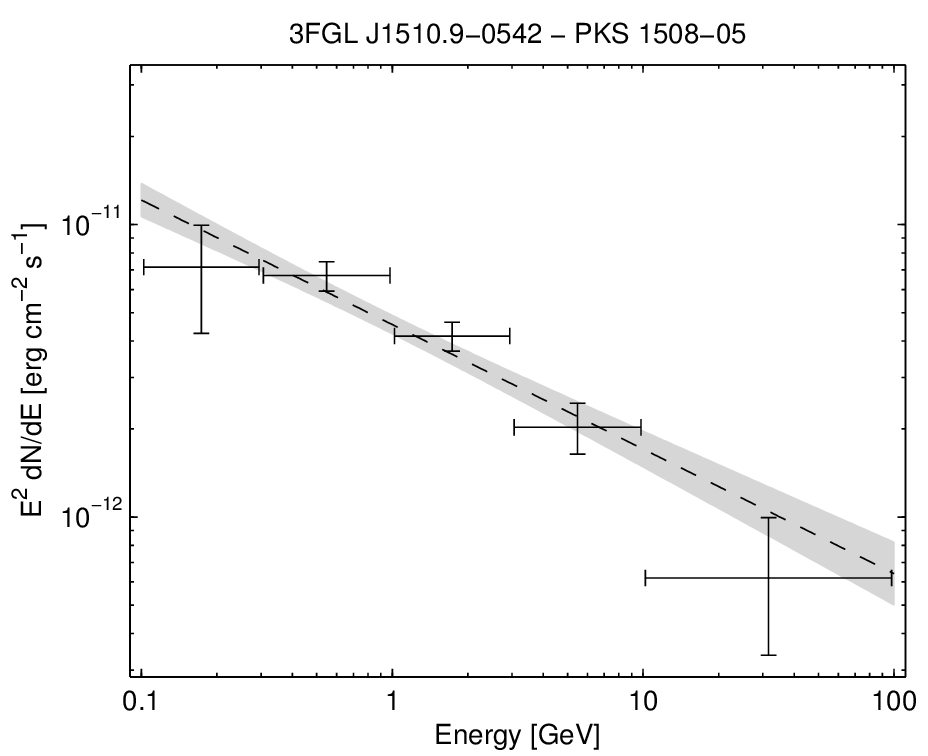 3FGL J1510.9−0542 − PKS 1508−05
E² dN/dE [erg cm⁻² s⁻¹]
10⁻¹¹
10⁻¹²
0.1 1 10 100
Energy [GeV]